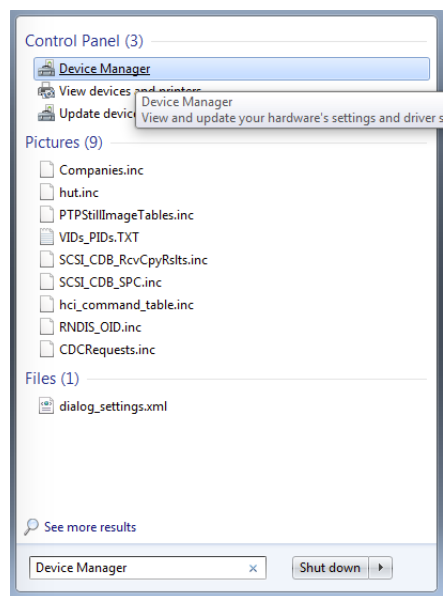 Control Panel (3)
Device Manager
View devices and printers
Device Manager
View and update your hardware's settings and driver s
Update device
Pictures (9)
Companies.inc
hut.inc
PTPStillImageTables.inc
VIDs_PIDs.TXT
SCSI_CDB_RcvCpyRslts.inc
SCSI_CDB_SPC.inc
hci_command_table.inc
RNDIS_OID.inc
CDCRequests.inc
Files (1)
dialog_settings.xml
See more results
Device Manager
Shut down